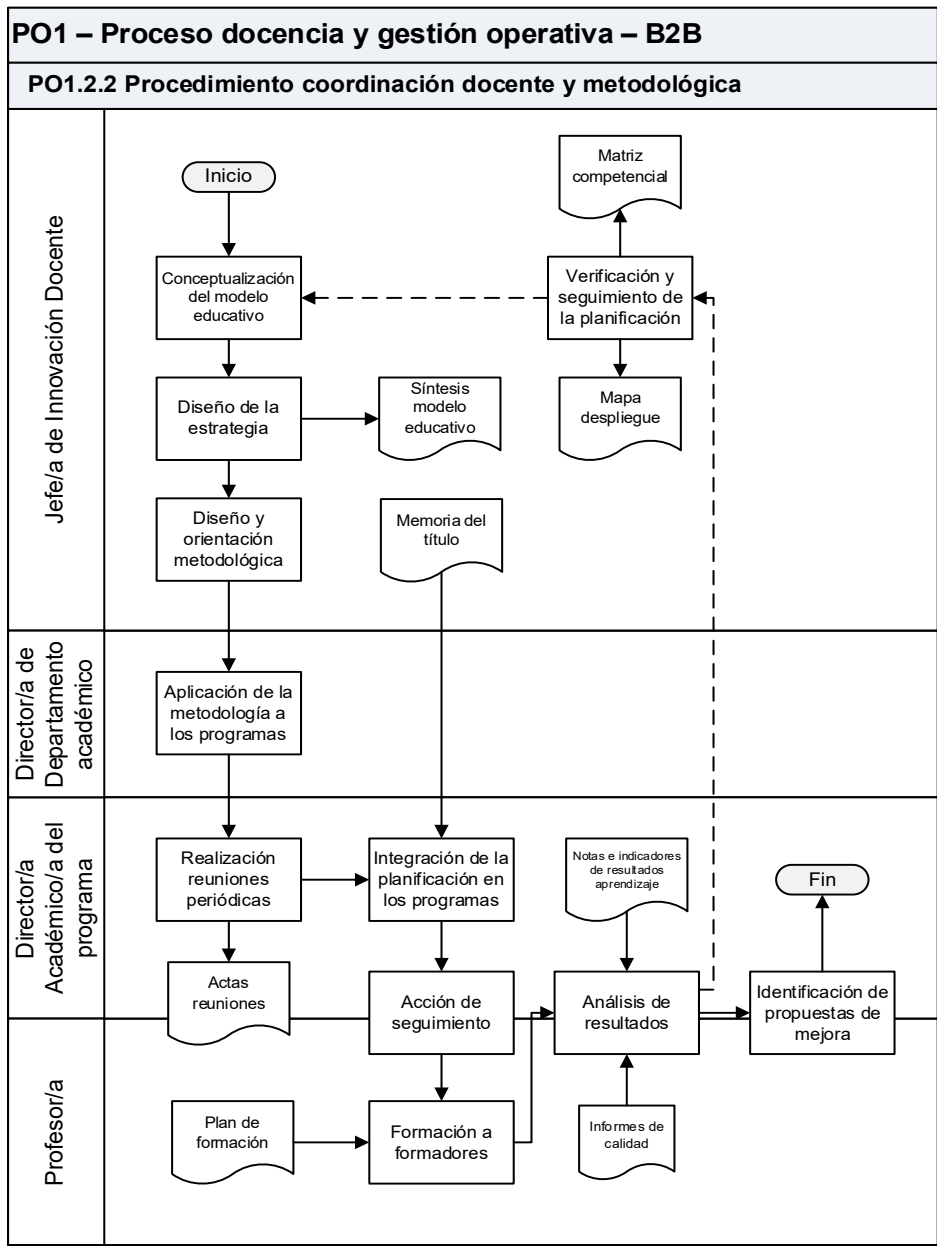 PO1 – Proceso docencia y gestión operativa – B2B
PO1.2.2 Procedimiento coordinación docente y metodológica
Jefe/a de Innovación Docente
Inicio
Matriz
competencial
Conceptualización
del modelo
educativo
Verificación y
seguimiento de
la planificación
Diseño de la
estrategia
Síntesis
modelo
educativo
Mapa
despliegue
Diseño y
orientación
metodológica
Memoria del
título
Director/a de
Departamento
académico
Aplicación de la
metodología a
los programas
Director/a
Académico/a del
programa
Realización
reuniones
periódicas
Integración de la
planificación en
los programas
Notas e indicadores
de resultados
aprendizaje
Fin
Actas
reuniones
Acción de
seguimiento
Análisis de
resultados
Identificación de
propuestas de
mejora
Profesor/a
Plan de
formación
Formación a
formadores
Informes de
calidad